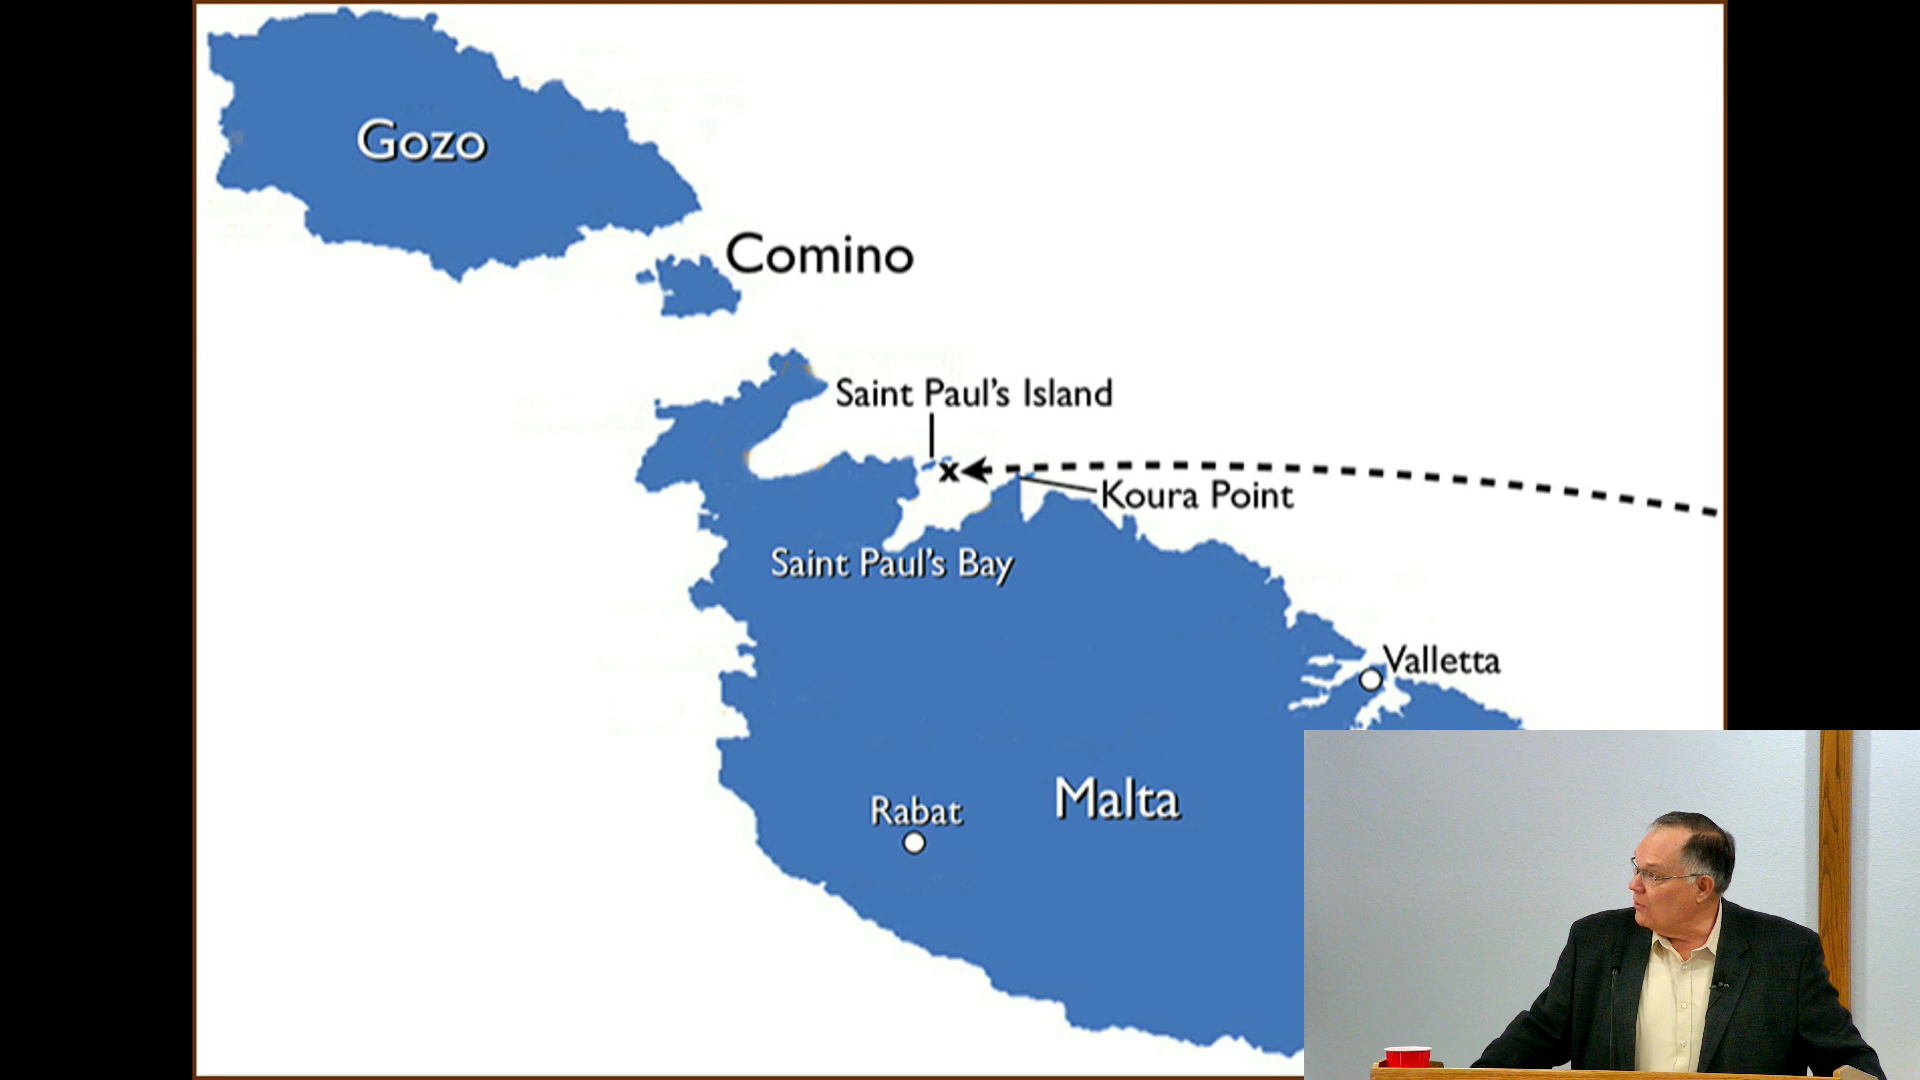 Gozo
Comino
Saint Paul's Island
x
Koura Point
Saint Paul's Bay
Valletta
Rabat
Malta